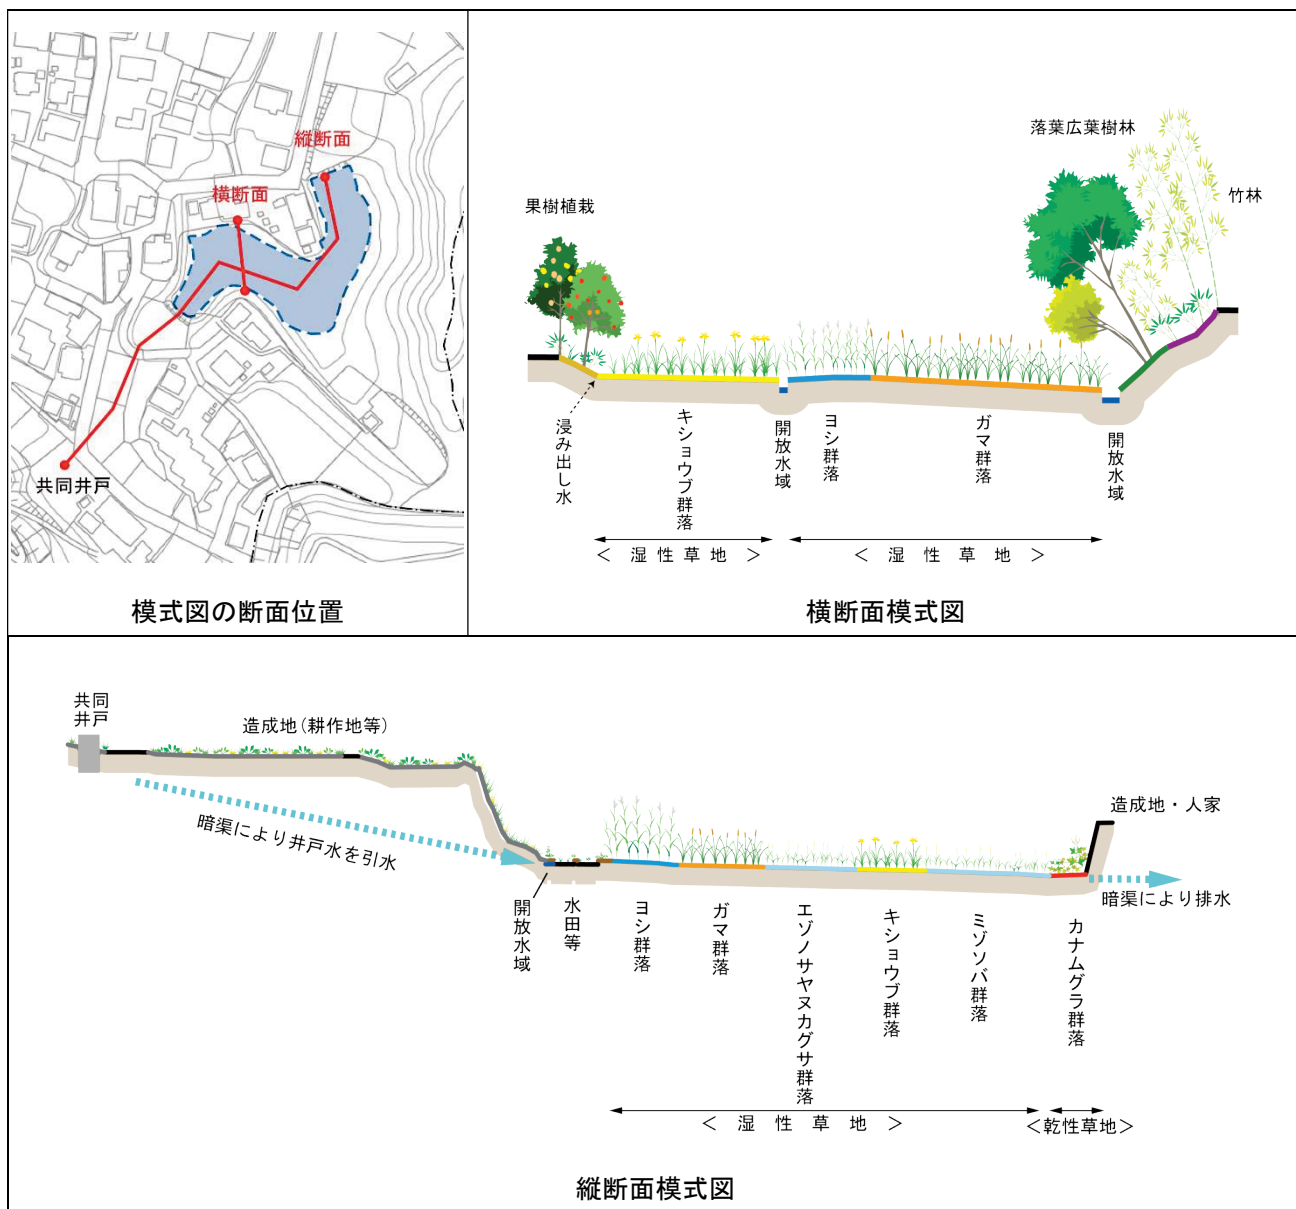 縦断面
横断面
共同井戸
模式図の断面位置
落葉広葉樹林
竹林
果樹植栽
浸み出し水
キショウブ群落
開放水域
ヨシ群落
ガマ群落
開放水域
＜ 湿 性 草 地 ＞
＜ 湿 性 草 地 ＞
横断面模式図
共同
井戸
造成地（耕作地等）
暗渠により井戸水を引水
造成地・人家
暗渠により排水
開放水域
水田等
ヨシ群落
ガマ群落
エゾノサヤヌカグサ群落
キショウブ群落
ミゾソバ群落
カナムグラ群落
＜ 湿 性 草 地 ＞
＜乾性草地＞
縦断面模式図